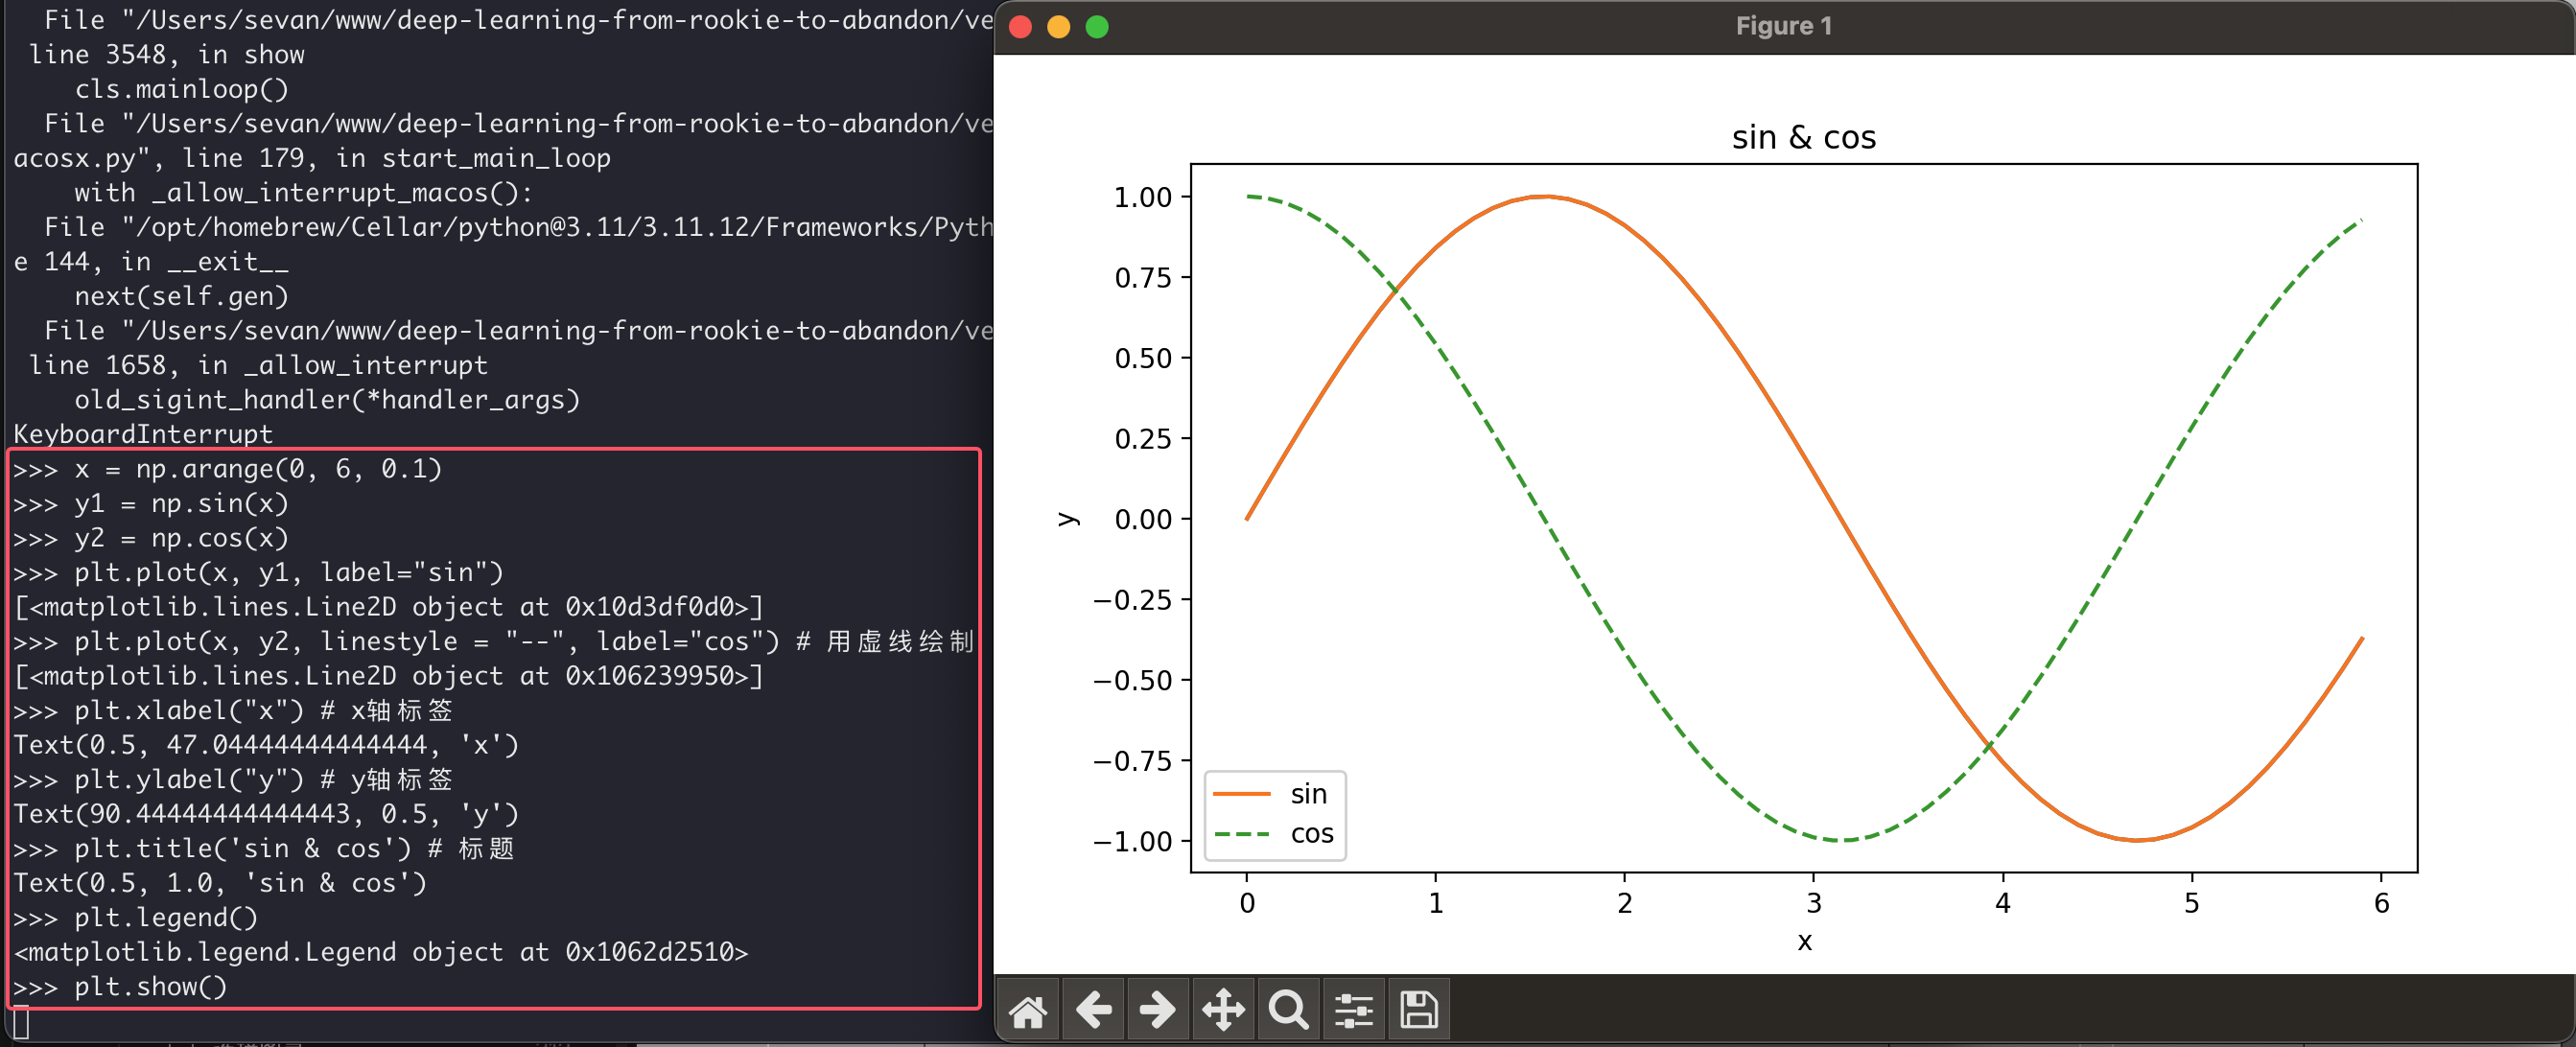 File "/Users/sevan/www/deep-learning-from-rookie-to-abandon/ve
line 3548, in show
cls.mainloop()
File "/Users/sevan/www/deep-learning-from-rookie-to-abandon/ve
acosx.py", line 179, in start_main_loop
with _allow_interrupt_macos():
File "/opt/homebrew/Cellar/python@3.11/3.11.12/Frameworks/Pyth
e 144, in __exit__
next(self.gen)
File "/Users/sevan/www/deep-learning-from-rookie-to-abandon/ve
line 1658, in _allow_interrupt
old_sigint_handler(*handler_args)
KeyboardInterrupt
>>> x = np.arange(0, 6, 0.1)
>>> y1 = np.sin(x)
>>> y2 = np.cos(x)
>>> plt.plot(x, y1, label="sin")
[<matplotlib.lines.Line2D object at 0x10d3df0d0>]
>>> plt.plot(x, y2, linestyle = "--", label="cos") # 用虚线绘制
[<matplotlib.lines.Line2D object at 0x106239950>]
>>> plt.xlabel("x") # x轴标签
Text(0.5, 47.04444444444444, 'x')
>>> plt.ylabel("y") # y轴标签
Text(90.44444444444443, 0.5, 'y')
>>> plt.title('sin & cos') # 标题
Text(0.5, 1.0, 'sin & cos')
>>> plt.legend()
<matplotlib.legend.Legend object at 0x1062d2510>
>>> plt.show()
Figure 1
sin & cos
1.00
0.75
0.50
0.25
0.00
−0.25
−0.50
−0.75
−1.00
y
sin
cos
0 1 2 3 4 5 6
x